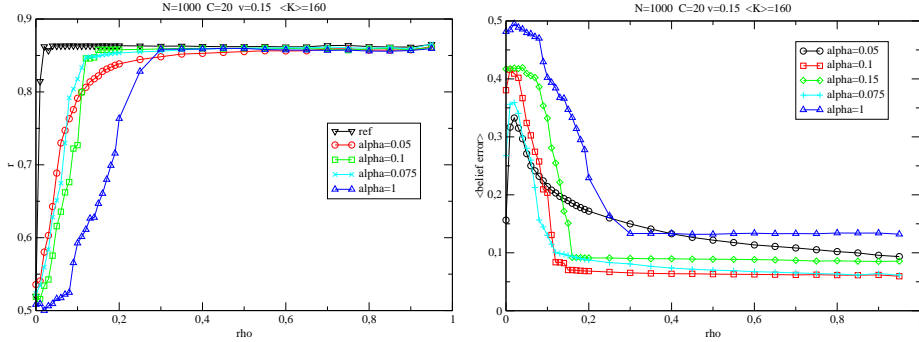 N=1000 C=20 v=0.15 <K>=160
0,9
0,8
0,7
0,6
0,5
r
0
0,2
0,4
0,6
0,8
1
rho
ref
alpha=0.05
alpha=0.1
alpha=0.075
alpha=1
N=1000 C=20 v=0.15 <K>=160
0,5
0,4
0,3
0,2
0,1
0
<belief error>
0
0,2
0,4
0,6
0,8
1
rho
alpha=0.05
alpha=0.1
alpha=0.15
alpha=0.075
alpha=1